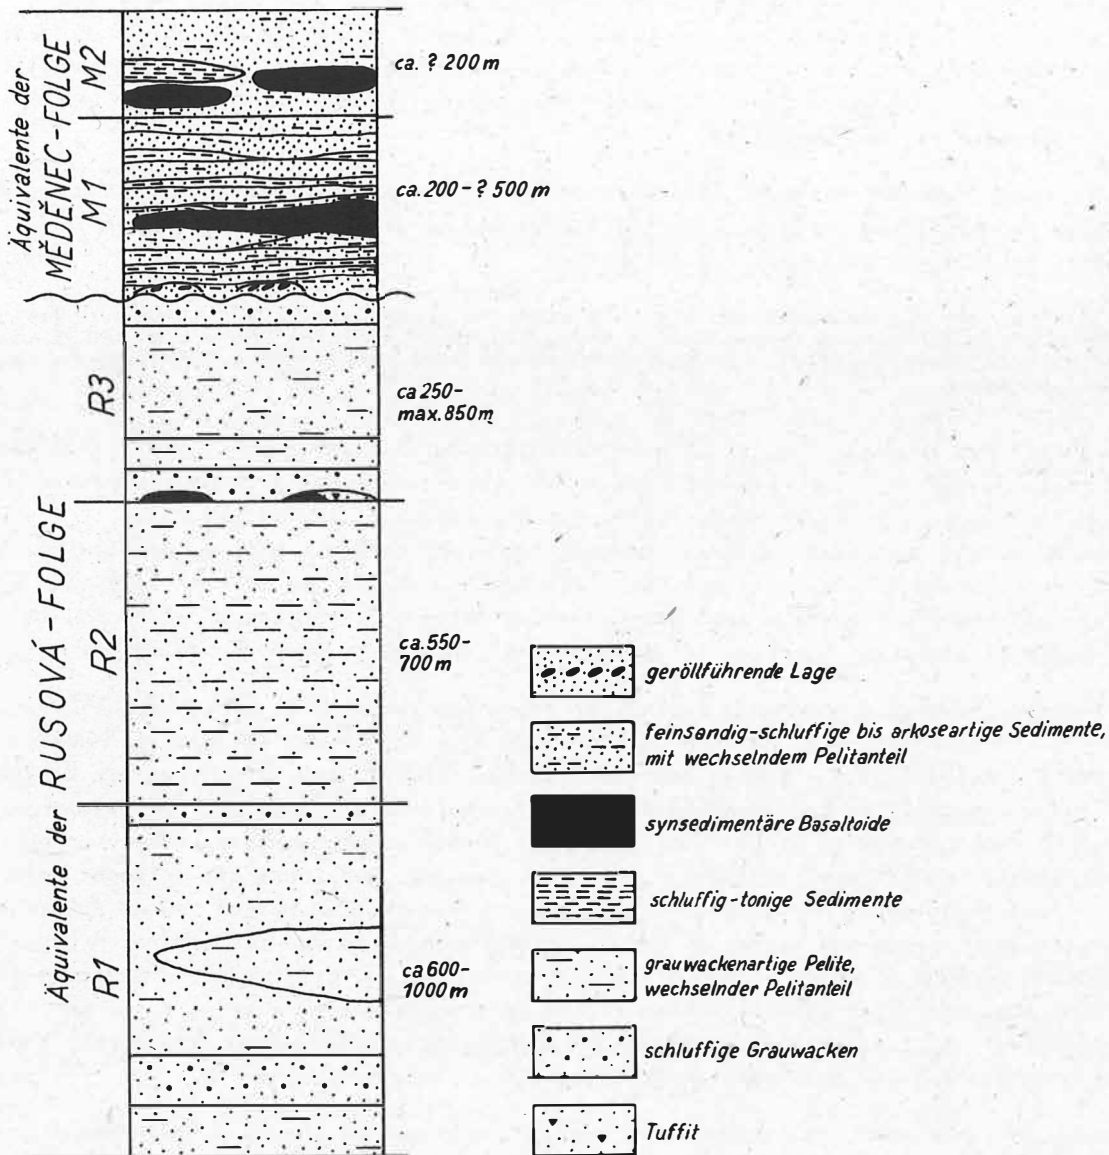 Äquivalente der
MĚDĚNEC-FOLGE
M2
M1
ca. ? 200 m
ca. 200 - ? 500 m
Äquivalente der RUSOVÁ-FOLGE
R3
R2
R1
ca 250-
max. 850 m
ca. 550-
700 m
ca 600-
1000 m
geröllführende Lage
feinsandig-schluffige bis arkoseartige Sedimente,
mit wechselndem Pelitanteil
synsedimentäre Basaltoide
schluffig-tonige Sedimente
grauwackenartige Pelite,
wechselnder Pelitanteil
schluffige Grauwacken
Tuffit